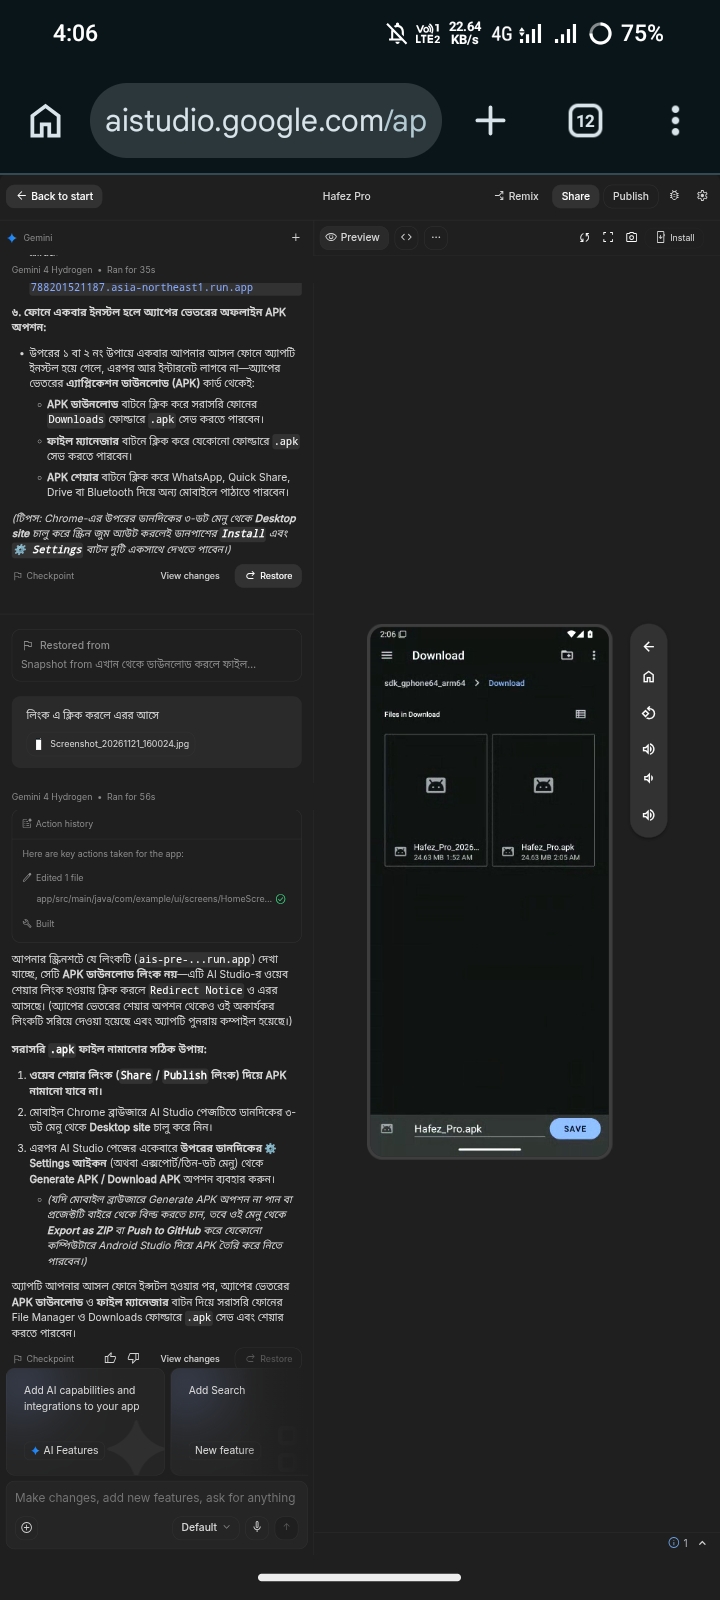 4:06
Vo)) 1
LTE2
22.64
KB/s
4G
75%
aistudio.google.com/ap
12
Back to start
Hafez Pro
Remix
Share
Publish
Gemini
Preview
Install
Gemini 4 Hydrogen • Ran for 35s
788201521187.asia-northeast1.run.app
৬. ফোনে একবার ইনস্টল হলে অ্যাপের ভেতরের অফলাইন APK
অপশন:
• উপরের ১ বা ২ নং উপায়ে একবার আপনার আসল ফোনে অ্যাপটি
ইনস্টল হয়ে গেলে, এরপর আর ইন্টারনেট লাগবে না—অ্যাপের
ভেতরের এ্যাপ্লিকেশন ডাউনলোড (APK) কার্ড থেকেই:
◦ APK ডাউনলোড বাটনে ক্লিক করে সরাসরি ফোনের
Downloads ফোল্ডারে .apk সেভ করতে পারবেন।
◦ ফাইল ম্যানেজার বাটনে ক্লিক করে যেকোনো ফোল্ডারে .apk
সেভ করতে পারবেন।
◦ APK শেয়ার বাটনে ক্লিক করে WhatsApp, Quick Share,
Drive বা Bluetooth দিয়ে অন্য মোবাইলে পাঠাতে পারবেন।
(টিপস: Chrome-এর উপরের ডানদিকের ৩-ডট মেনু থেকে Desktop
site চালু করে স্ক্রিন জুম আউট করলেই ডানপাশের Install এবং
⚙️ Settings বাটন দুটি একসাথে দেখতে পাবেন।)
Checkpoint
View changes
Restore
Restored from
Snapshot from এখান থেকে ডাউনলোড করলে ফাইল...
লিংক এ ক্লিক করলে এরর আসে
Screenshot_20261121_160024.jpg
Gemini 4 Hydrogen • Ran for 56s
Action history
Here are key actions taken for the app:
Edited 1 file
app/src/main/java/com/example/ui/screens/HomeScre...
Built
আপনার স্ক্রিনশটে যে লিংকটি (ais-pre-...run.app) দেখা
যাচ্ছে, সেটি APK ডাউনলোড লিংক নয়—এটি AI Studio-র ওয়েব
শেয়ার লিংক হওয়ায় ক্লিক করলে Redirect Notice ও এরর
আসছে। (অ্যাপের ভেতরের শেয়ার অপশন থেকেও ওই অকার্যকর
লিংকটি সরিয়ে দেওয়া হয়েছে এবং অ্যাপটি পুনরায় কম্পাইল হয়েছে।)
সরাসরি .apk ফাইল নামানোর সঠিক উপায়:
1. ওয়েব শেয়ার লিংক (Share / Publish লিংক) দিয়ে APK
নামানো যাবে না।
2. মোবাইল Chrome ব্রাউজারে AI Studio পেজটিতে ডানদিকের ৩-
ডট মেনু থেকে Desktop site চালু করে নিন।
3. এরপর AI Studio পেজের একেবারে উপরের ডানদিকের ⚙️
Settings আইকন (অথবা এক্সপোর্ট/তিন-ডট মেনু) থেকে
Generate APK / Download APK অপশন ব্যবহার করুন।
◦ (যদি মোবাইল ব্রাউজারে Generate APK অপশন না পান বা
প্রজেক্টটি বাইরে থেকে বিল্ড করতে চান, তবে ওই মেনু থেকে
Export as ZIP বা Push to GitHub করে যেকোনো
কম্পিউটারে Android Studio দিয়ে APK তৈরি করে নিতে
পারবেন।)
অ্যাপটি আপনার আসল ফোনে ইন্সটল হওয়ার পর, অ্যাপের ভেতরের
APK ডাউনলোড ও ফাইল ম্যানেজার বাটন দিয়ে সরাসরি ফোনের
File Manager ও Downloads ফোল্ডারে .apk সেভ এবং শেয়ার
করতে পারবেন।
Checkpoint
View changes
Restore
Add AI capabilities and
integrations to your app
AI Features
Add Search
New feature
Make changes, add new features, ask for anything
Default
2:06
Download
sdk_gphone64_arm64 > Download
Files in Download
Hafez_Pro_2026...
24.63 MB 1:52 AM
Hafez_Pro.apk
24.63 MB 2:05 AM
Hafez_Pro.apk
SAVE
1